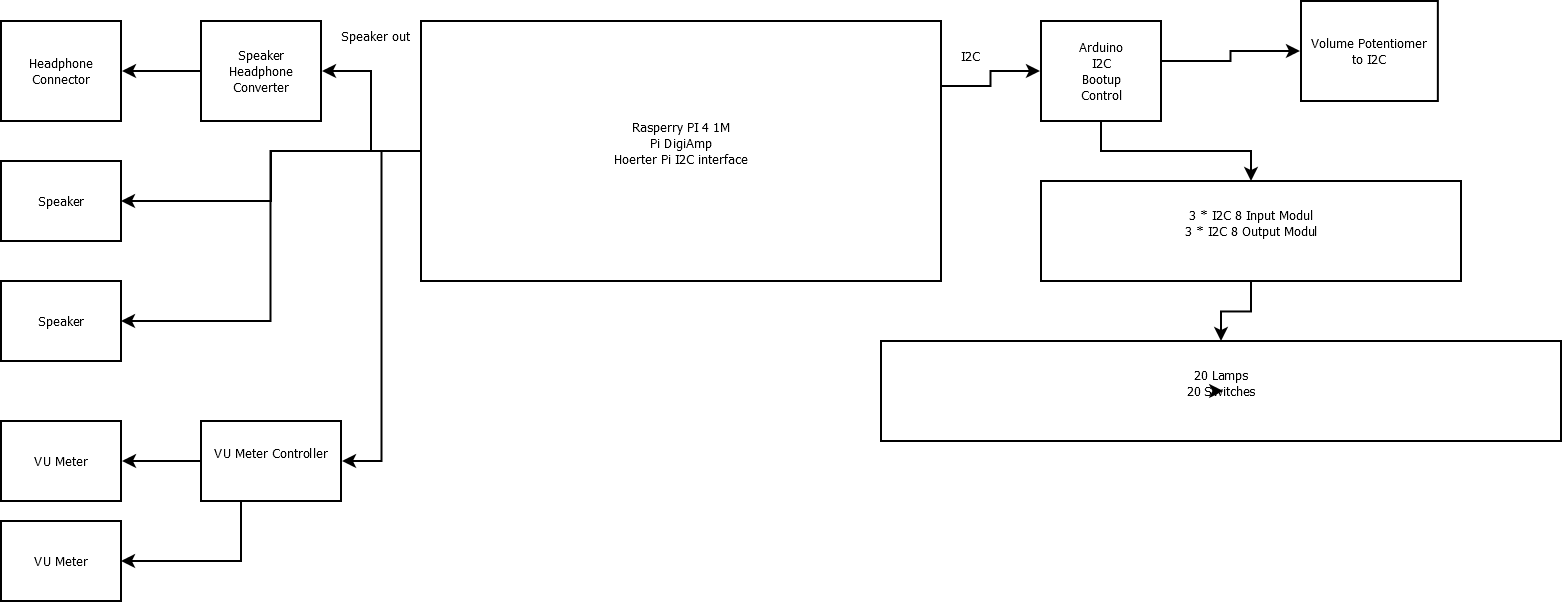 Headphone
Connector
Speaker
Headphone
Converter
Speaker out
Rasperry PI 4 1M
Pi DigiAmp
Hoerter Pi I2C interface
I2C
Arduino
I2C
Bootup
Control
Volume Potentiomer
to I2C
Speaker
3 * I2C 8 Input Modul
3 * I2C 8 Output Modul
Speaker
20 Lamps
20 Switches
VU Meter
VU Meter Controller
VU Meter